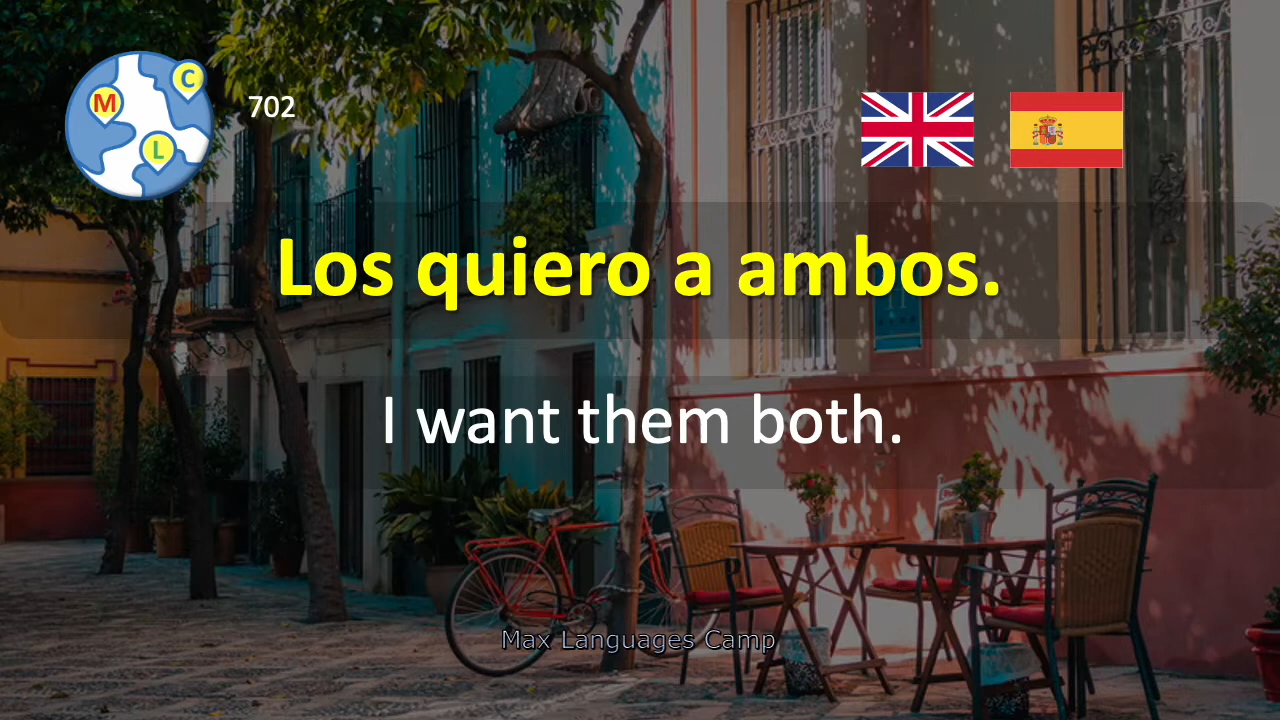 M
C
L
702
Los quiero a ambos.
I want them both.
Max Languages Camp